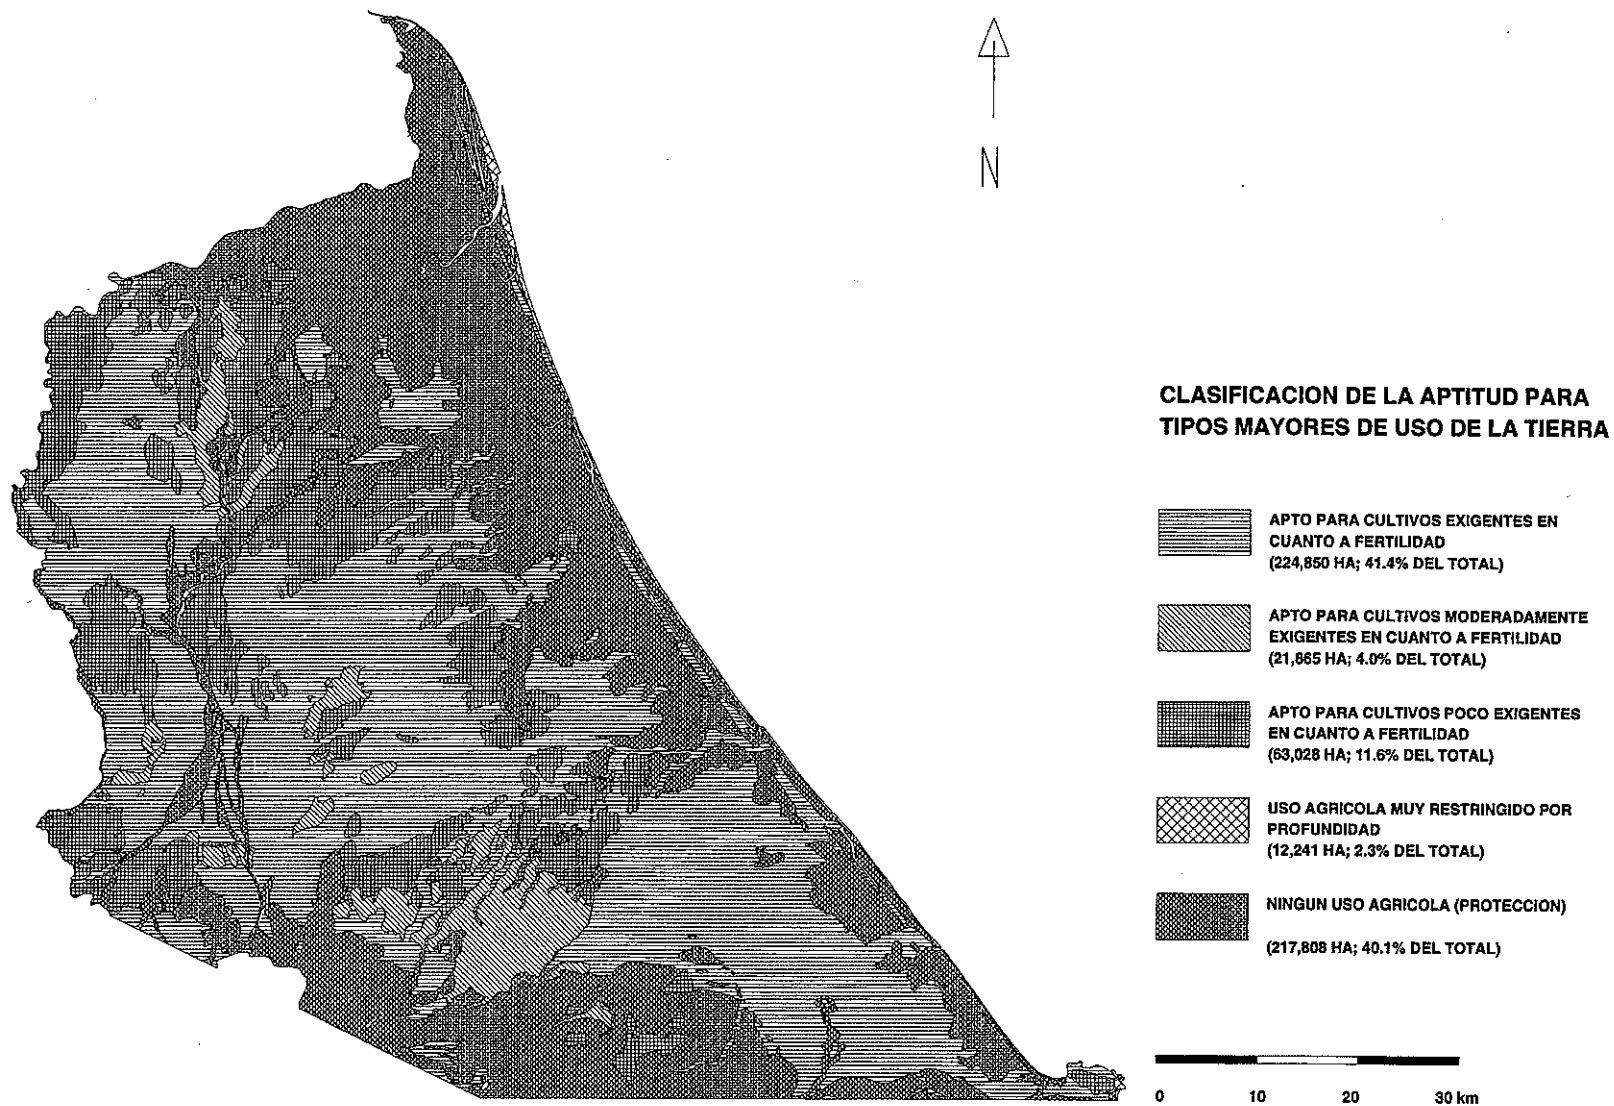 N
CLASIFICACION DE LA APTITUD PARA
TIPOS MAYORES DE USO DE LA TIERRA
APTO PARA CULTIVOS EXIGENTES EN
CUANTO A FERTILIDAD
(224,850 HA; 41.4% DEL TOTAL)
APTO PARA CULTIVOS MODERADAMENTE
EXIGENTES EN CUANTO A FERTILIDAD
(21,665 HA; 4.0% DEL TOTAL)
APTO PARA CULTIVOS POCO EXIGENTES
EN CUANTO A FERTILIDAD
(63,028 HA; 11.6% DEL TOTAL)
USO AGRICOLA MUY RESTRINGIDO POR
PROFUNDIDAD
(12,241 HA; 2.3% DEL TOTAL)
NINGUN USO AGRICOLA (PROTECCION)
(217,808 HA; 40.1% DEL TOTAL)
0 10 20 30 km